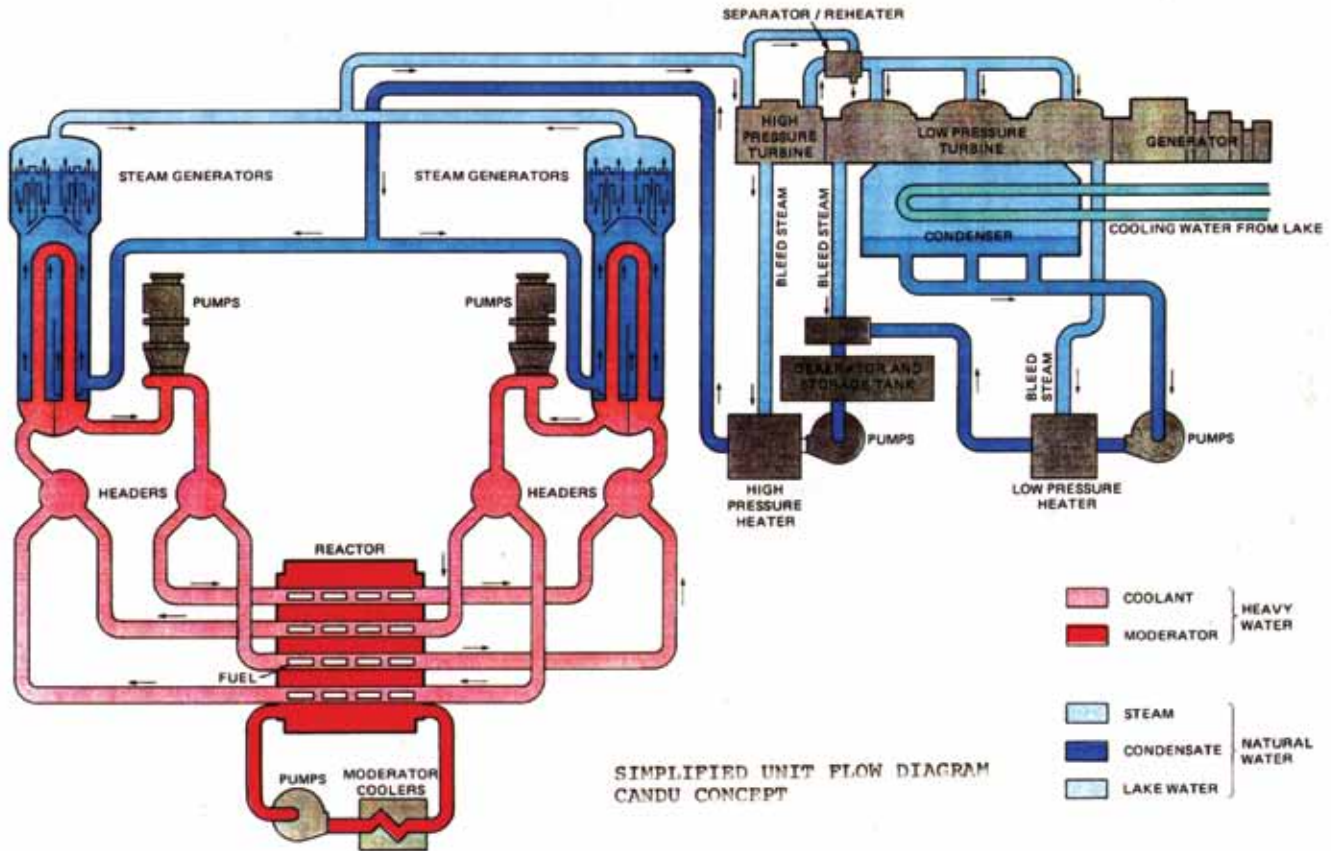 SEPARATOR / REHEATER
HIGH
PRESSURE
TURBINE
LOW PRESSURE
TURBINE
GENERATOR
STEAM GENERATORS
STEAM GENERATORS
BLEED STEAM
BLEED STEAM
CONDENSER
COOLING WATER FROM LAKE
PUMPS
PUMPS
DEAERATOR AND
STORAGE TANK
BLEED
STEAM
PUMPS
PUMPS
HIGH
PRESSURE
HEATER
LOW PRESSURE
HEATER
HEADERS
HEADERS
REACTOR
FUEL
PUMPS
MODERATOR
COOLERS
COOLANT
MODERATOR
HEAVY
WATER
STEAM
CONDENSATE
LAKE WATER
NATURAL
WATER
SIMPLIFIED UNIT FLOW DIAGRAM
CANDU CONCEPT